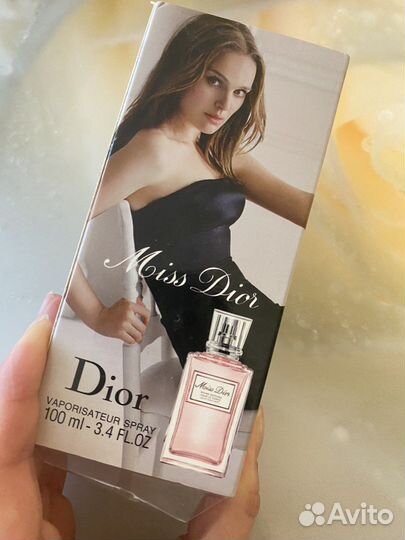 Miss Dior
Miss Dior
Dior
VAPORISATEUR SPRAY
100 ml - 3.4 FL.OZ
Avito